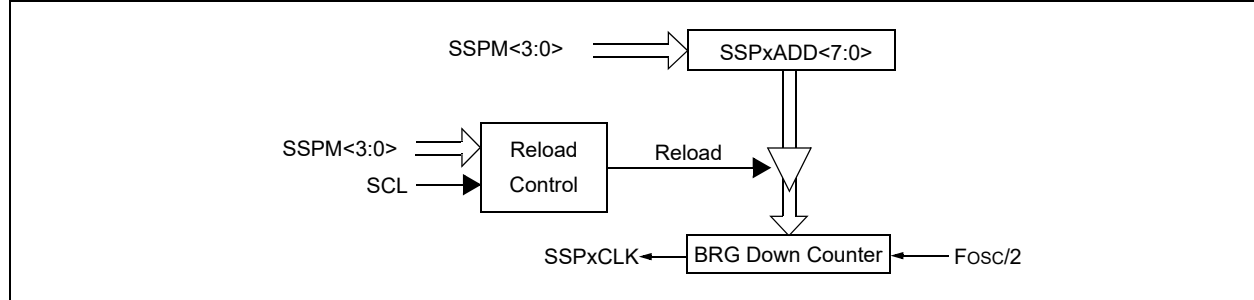 SSPM<3:0>
SSPxADD<7:0>
SSPM<3:0>
Reload
Control
Reload
SCL
SSPxCLK
BRG Down Counter
FOSC/2